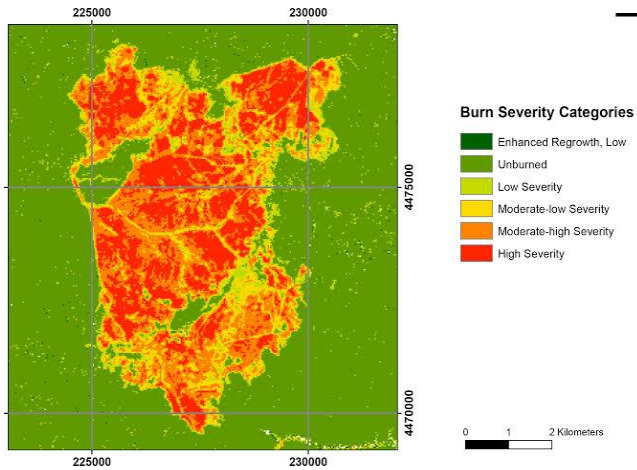 225000 230000
Burn Severity Categories
Enhanced Regrowth, Low
Unburned
Low Severity
Moderate-low Severity
Moderate-high Severity
High Severity
4475000
4470000
0 1 2 Kilometers
225000 230000